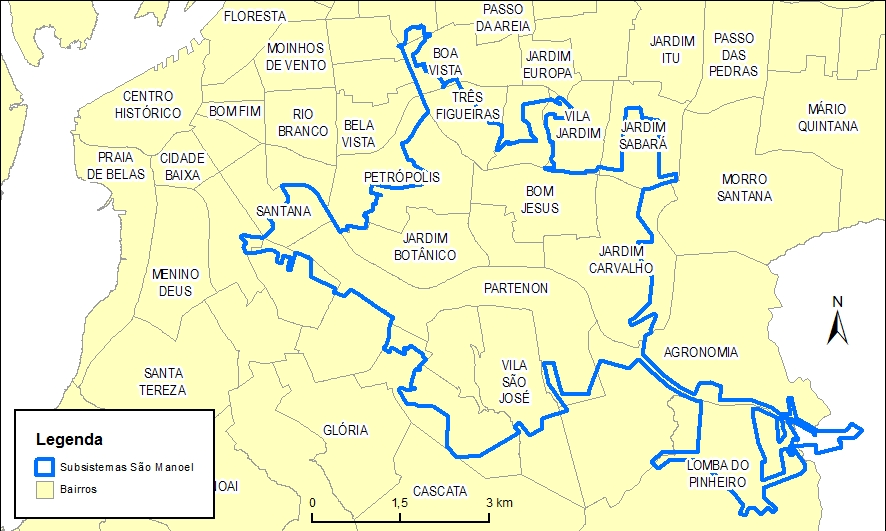 FLORESTA
PASSO
DA AREIA
MOINHOS
DE VENTO
BOA
VISTA
JARDIM
EUROPA
JARDIM
ITU
PASSO
DAS
PEDRAS
CENTRO
HISTÓRICO
BOM FIM
RIO
BRANCO
BELA
VISTA
TRÊS
FIGUEIRAS
VILA
JARDIM
JARDIM
SABARÁ
MÁRIO
QUINTANA
PRAIA
DE BELAS
CIDADE
BAIXA
PETRÓPOLIS
MORRO
SANTANA
SANTANA
BOM
JESUS
JARDIM
BOTÂNICO
JARDIM
CARVALHO
MENINO
DEUS
PARTENON
N
AGRONOMIA
SANTA
TEREZA
VILA
SÃO
JOSÉ
GLÓRIA
LOMBA DO
PINHEIRO
CASCATA
Legenda
Subsistemas São Manoel
Bairros
0 1,5 3 km